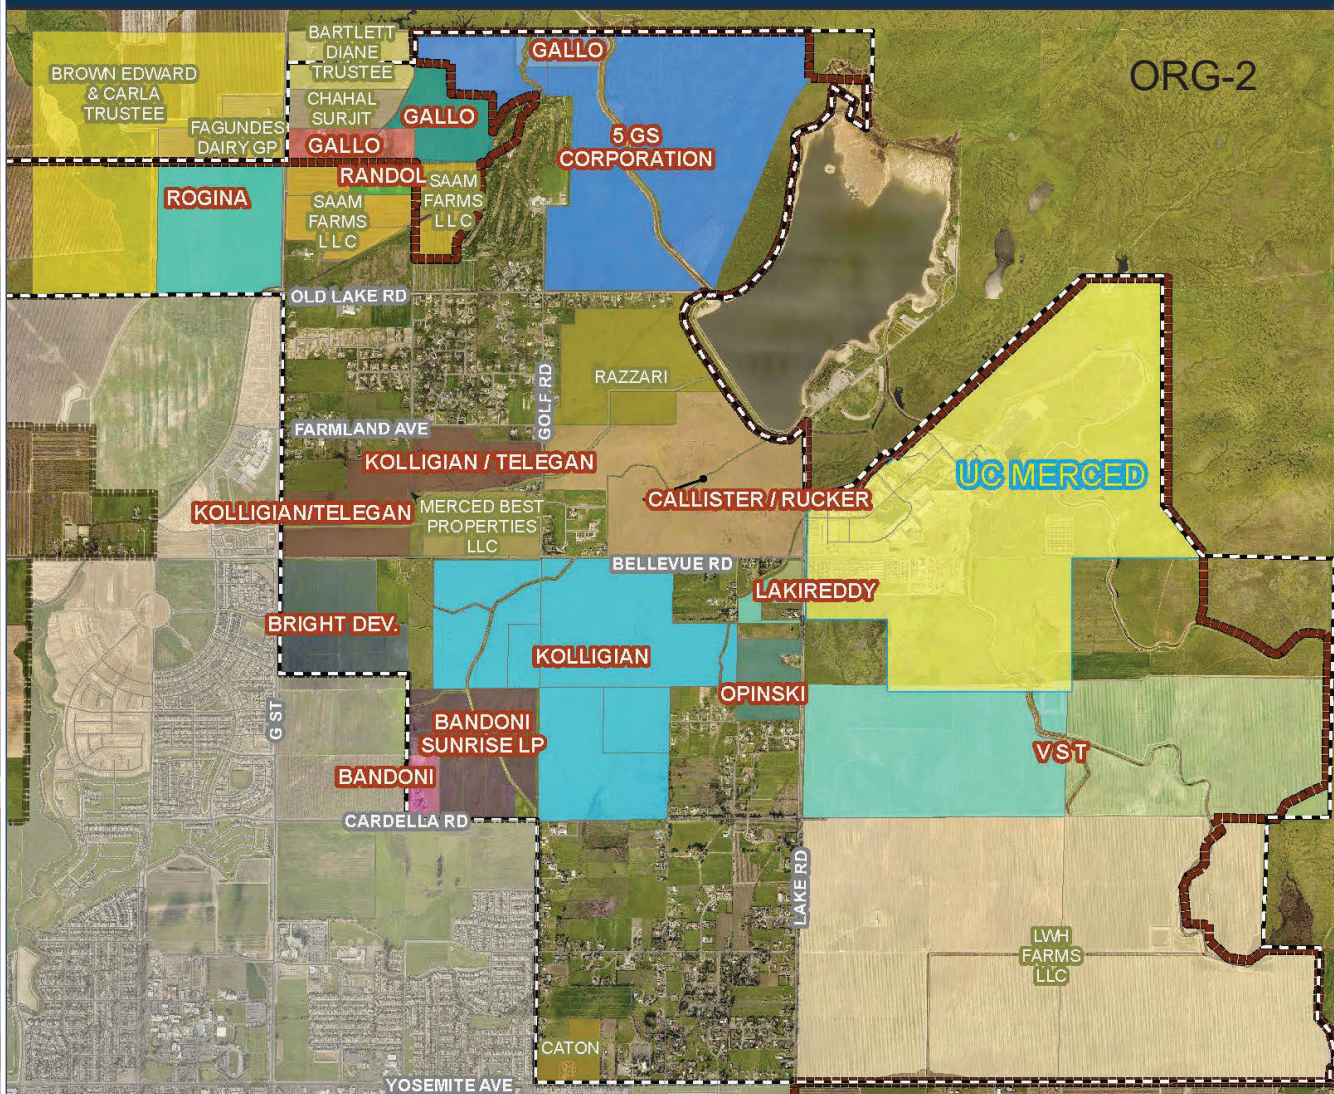 ORG-2
BARTLETT
DIANE
TRUSTEE
GALLO
BROWN EDWARD
& CARLA
TRUSTEE
CHAHAL
SURJIT
GALLO
FAGUNDES
DAIRY GP
GALLO
5 GS
CORPORATION
RANDOL
SAAM
FARMS
LLC
ROGINA
SAAM
FARMS
LLC
OLD LAKE RD
RAZZARI
GOLF RD
FARMLAND AVE
KOLLIGIAN / TELEGAN
UC MERCED
CALLISTER / RUCKER
KOLLIGIAN/TELEGAN
MERCED BEST
PROPERTIES
LLC
BELLEVUE RD
LAKIREDDY
BRIGHT DEV.
KOLLIGIAN
OPINSKI
G ST
BANDONI
SUNRISE LP
VST
BANDONI
CARDELLA RD
LAKE RD
LWH
FARMS
LLC
CATON
YOSEMITE AVE